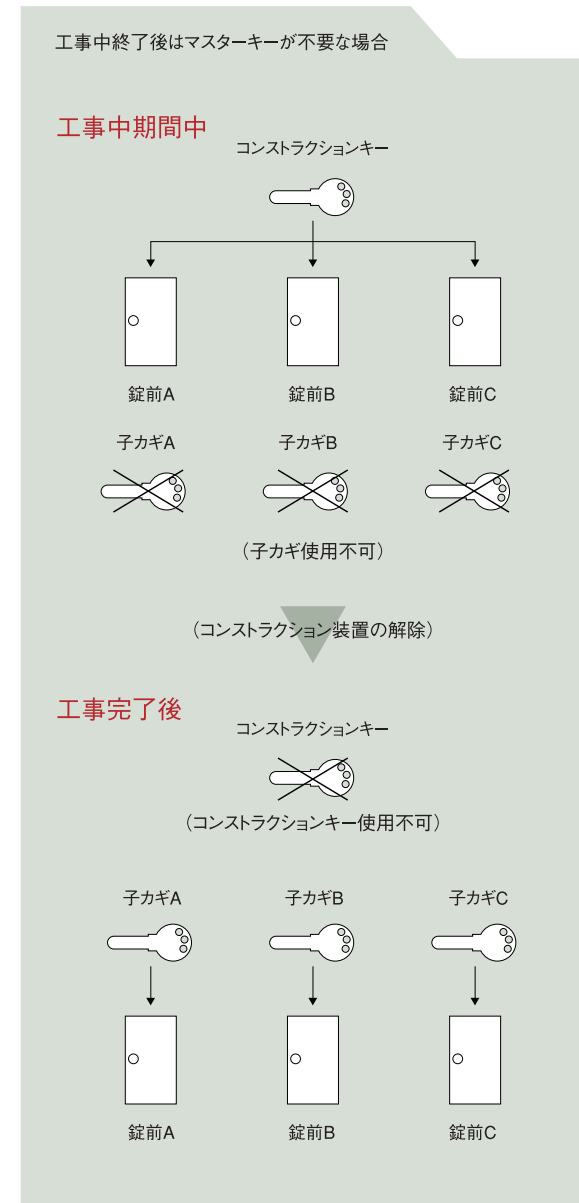 工事中終了後はマスターキーが不要な場合
工事中期間中
コンストラクションキー
錠前A 錠前B 錠前C
子カギA 子カギB 子カギC
（子カギ使用不可）
（コンストラクション装置の解除）
工事完了後
コンストラクションキー
（コンストラクションキー使用不可）
子カギA 子カギB 子カギC
錠前A 錠前B 錠前C